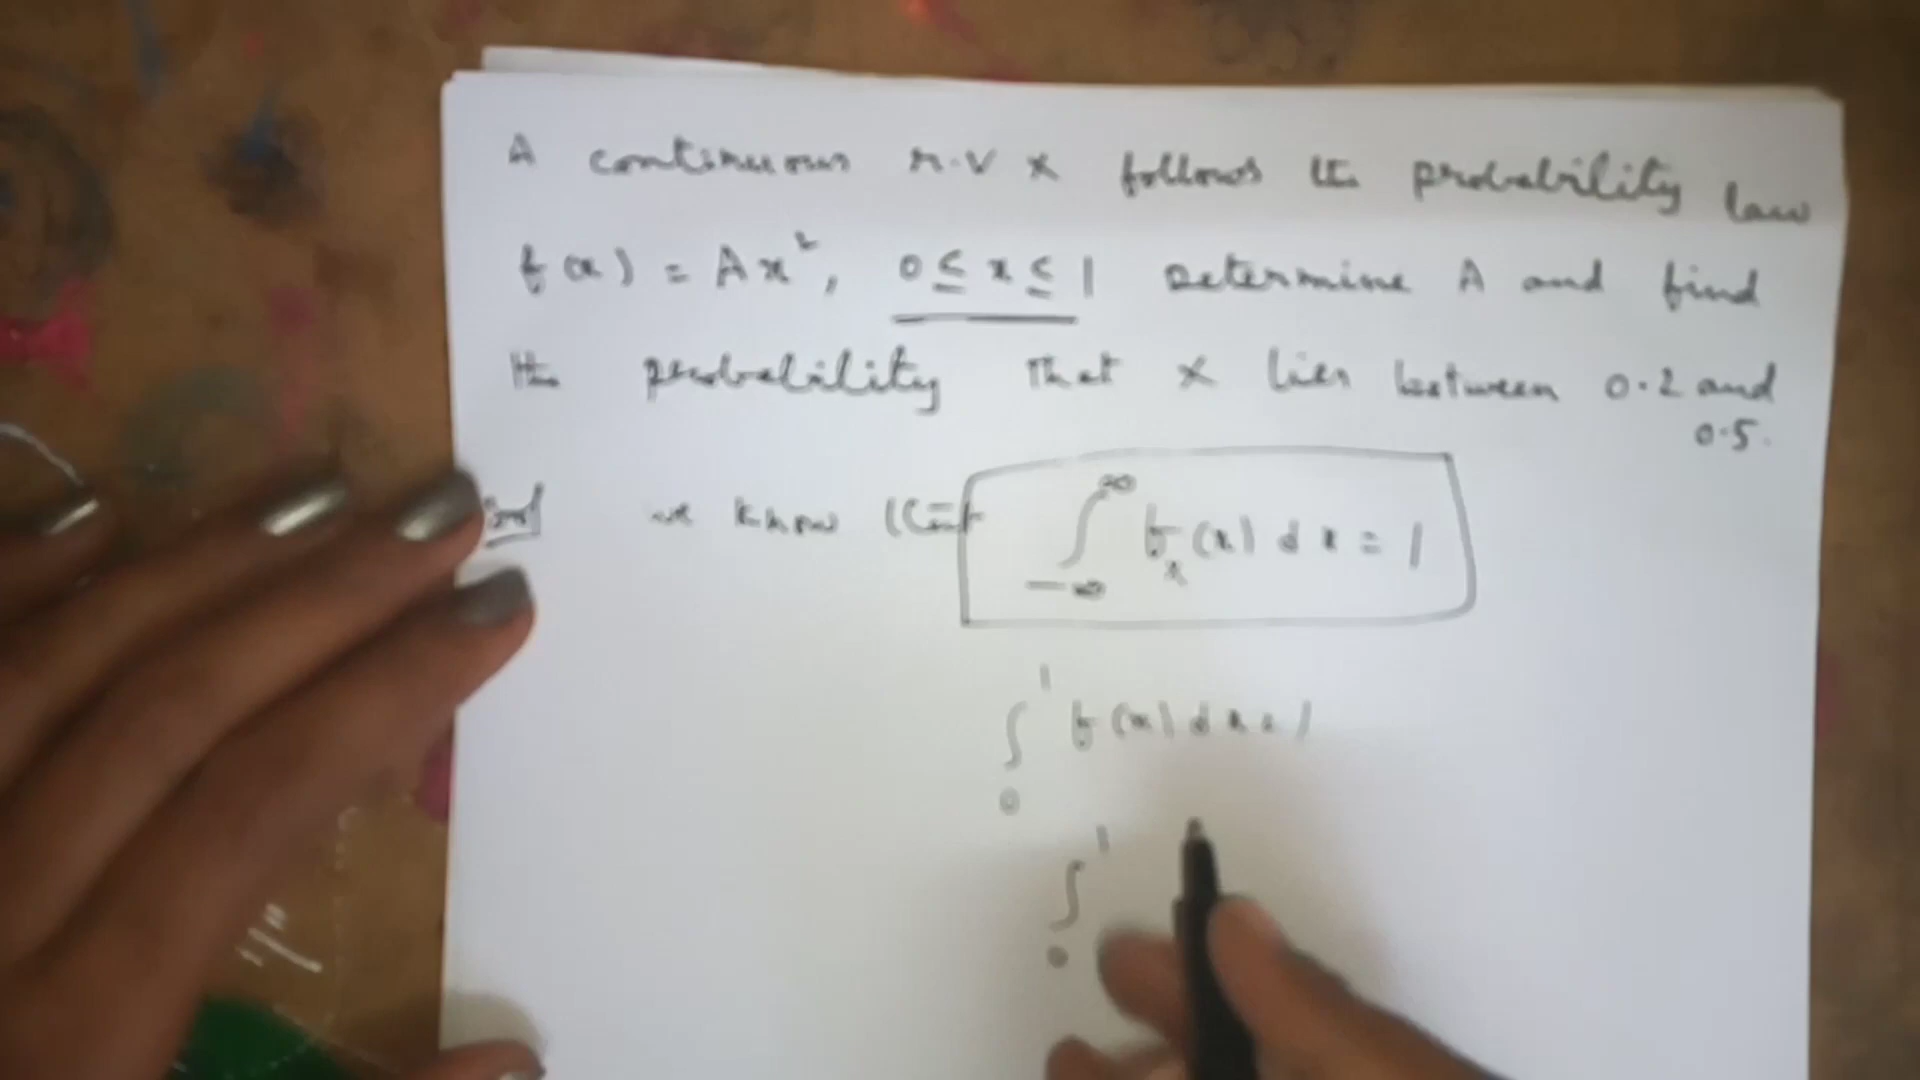 A continuous r.v X follows the probability law
f(x) = Ax², 0 ≤ x ≤ 1 Determine A and find
the probability that X lies between 0.2 and
0.5.
Sol we know ∫_{-∞}^{∞} f_x(x) dx = 1
∫_0^1 f(x) dx = 1
∫_0^1